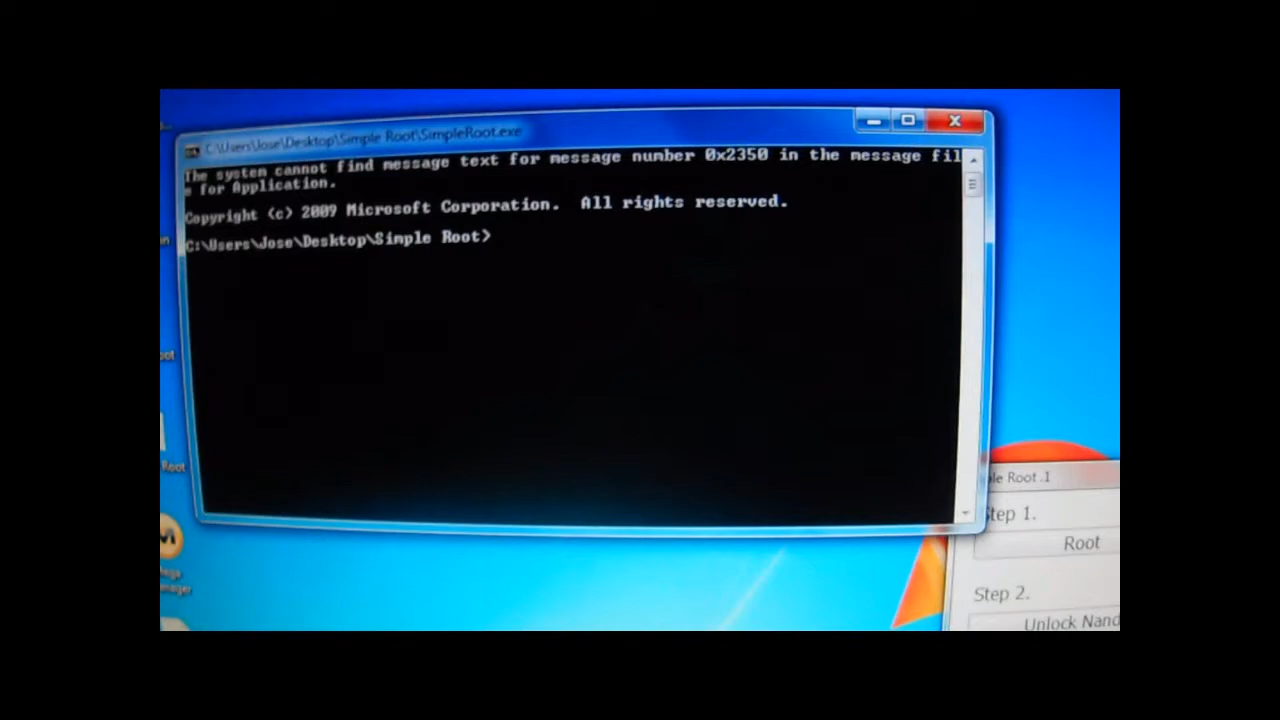 C:\Users\Jose\Desktop\Simple Root\SimpleRoot.exe
The system cannot find message text for message number 0x2350 in the message fil
e for Application.
Copyright (c) 2009 Microsoft Corporation. All rights reserved.
C:\Users\Jose\Desktop\Simple Root>
Root
ple Root .1
Step 1.
Root
Step 2.
Unlock Nand